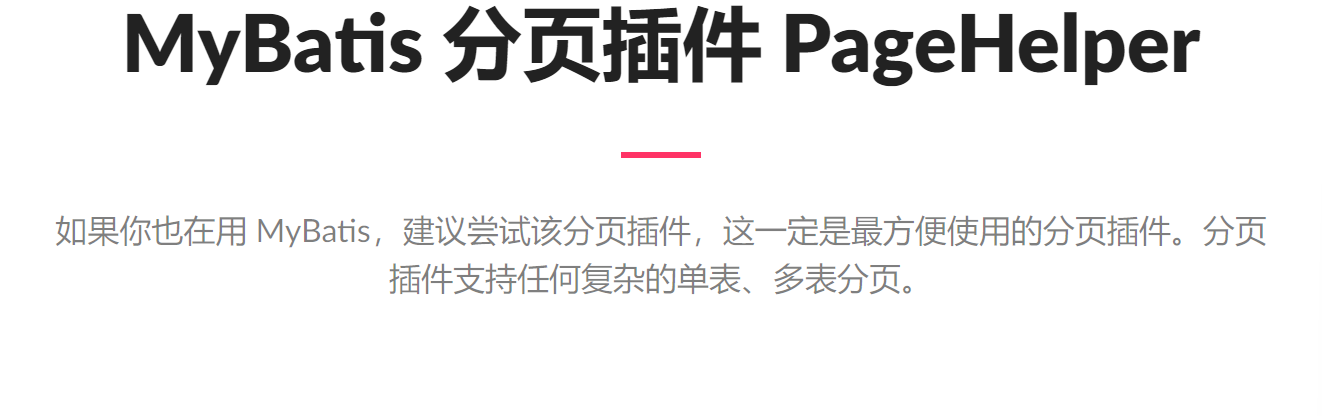 MyBatis 分页插件 PageHelper
如果你也在用 MyBatis，建议尝试该分页插件，这一定是最方便使用的分页插件。分页
插件支持任何复杂的单表、多表分页。